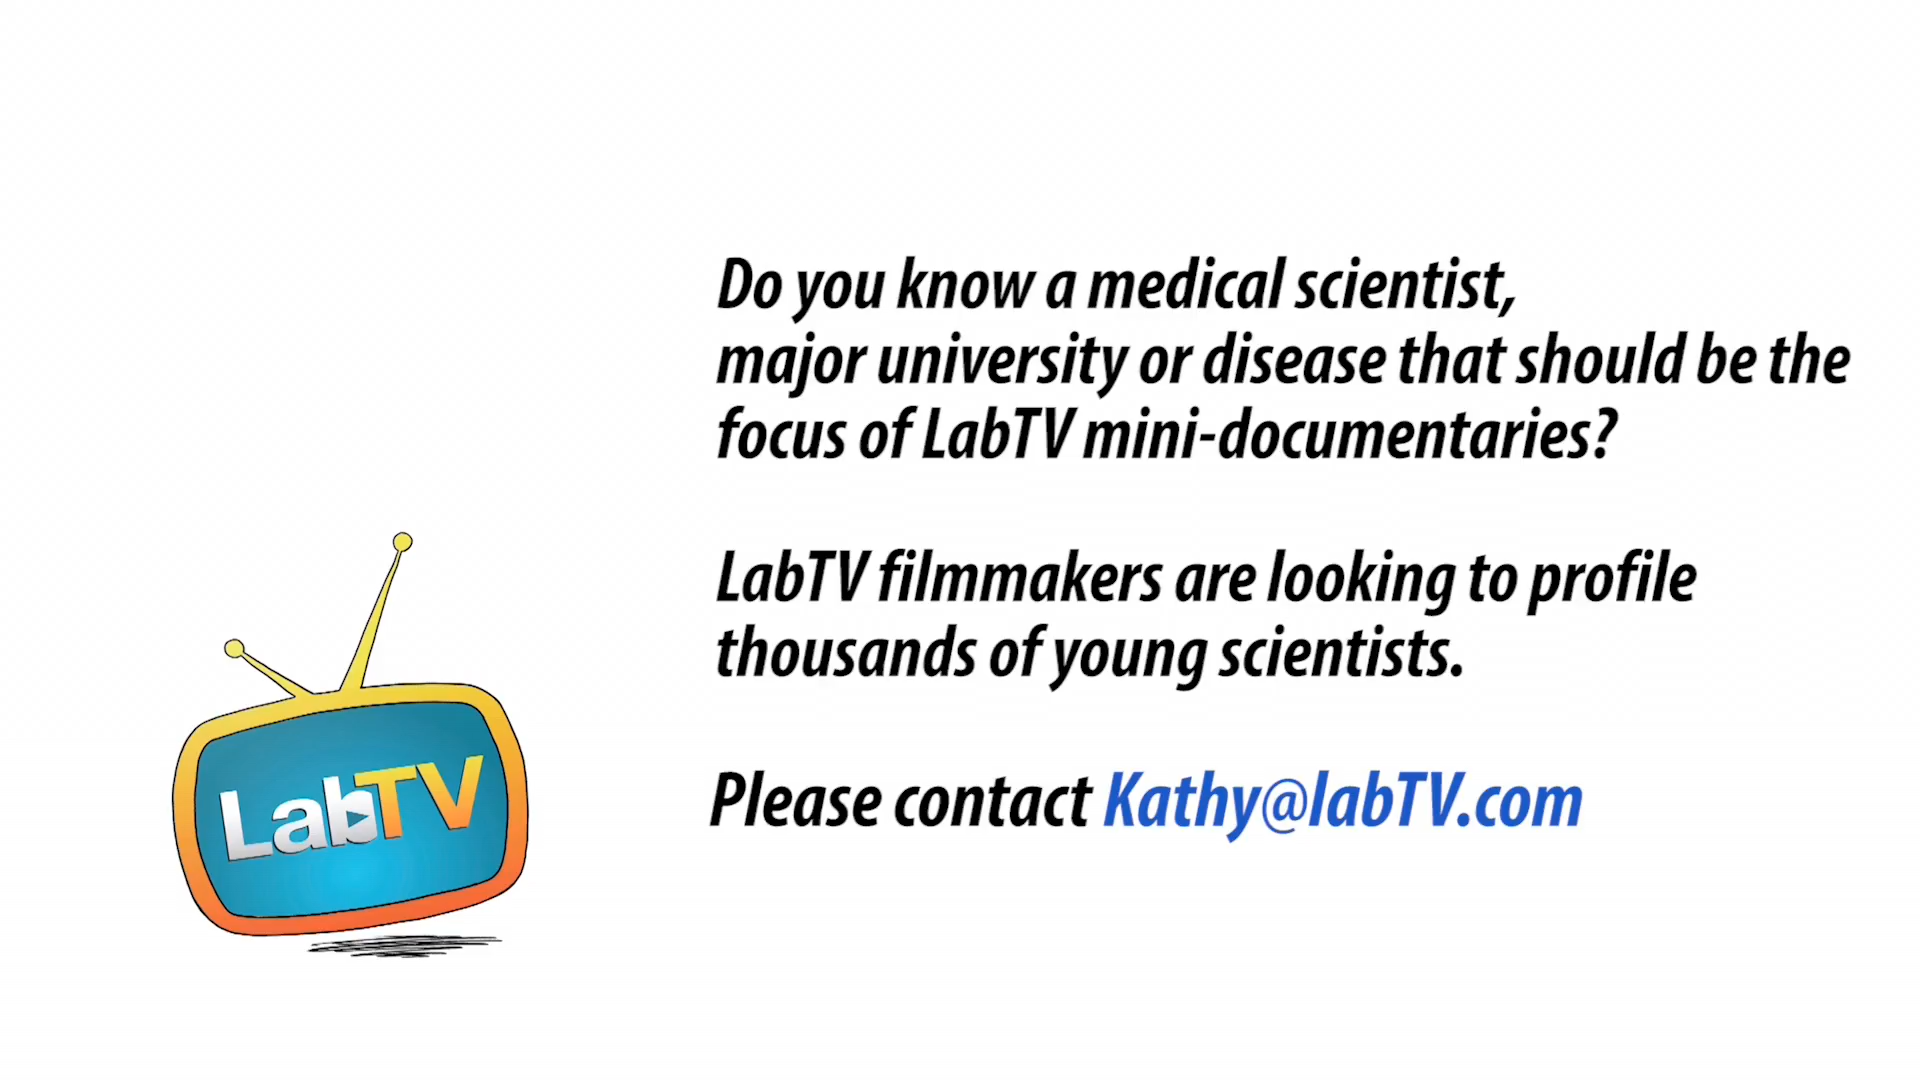 Do you know a medical scientist,
major university or disease that should be the
focus of LabTV mini-documentaries?
LabTV filmmakers are looking to profile
thousands of young scientists.
Please contact Kathy@labTV.com
LabTV